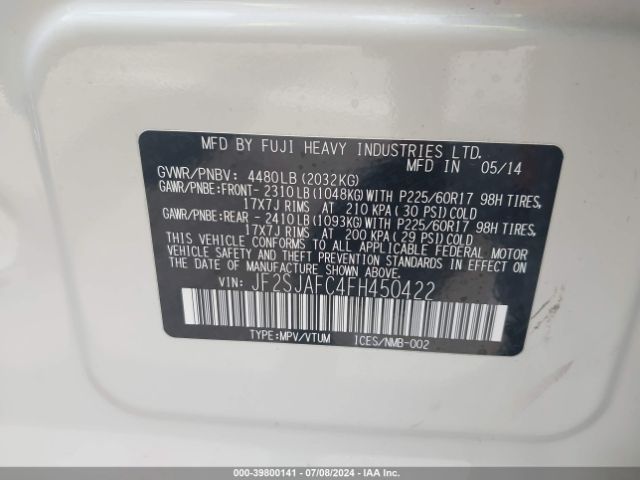 MFD BY FUJI HEAVY INDUSTRIES LTD.
MFD IN 05/14
GVWR/PNBV: 4480LB(2032KG)
GAWR/PNBE:FRONT- 2310LB(1048KG)WITH P225/60R17 98H TIRES,
17X7J RIMS AT 210 KPA(30 PSI)COLD
GAWR/PNBE:REAR - 2410LB(1093KG)WITH P225/60R17 98H TIRES,
17X7J RIMS AT 200 KPA(29 PSI)COLD
THIS VEHICLE CONFORMS TO ALL APPLICABLE FEDERAL MOTOR
VEHICLE SAFETY AND BUMPER STANDARDS IN EFFECT ON THE
DATE OF MANUFACTURE SHOWN ABOVE.
VIN: JF2SJAFC4FH450422
TYPE:MPV/VTUM ICES/NMB-002
000-39800141 - 07/08/2024 - IAA Inc.